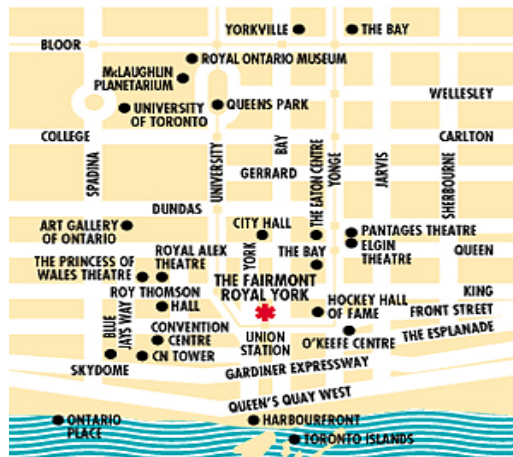 YORKVILLE
THE BAY
BLOOR
ROYAL ONTARIO MUSEUM
McLAUGHLIN
PLANETARIUM
WELLESLEY
UNIVERSITY
OF TORONTO
QUEENS PARK
COLLEGE
CARLTON
SPADINA
UNIVERSITY
BAY
GERRARD
THE EATON CENTRE
YONGE
JARVIS
SHERBOURNE
DUNDAS
ART GALLERY
OF ONTARIO
CITY HALL
PANTAGES THEATRE
ELGIN
THEATRE
QUEEN
ROYAL ALEX
THEATRE
YORK
THE BAY
THE PRINCESS OF
WALES THEATRE
THE FAIRMONT
ROYAL YORK
ROY THOMSON
HALL
KING
HOCKEY HALL
OF FAME
FRONT STREET
BLUE
JAYS WAY
CONVENTION
CENTRE
UNION
STATION
O'KEEFE CENTRE
THE ESPLANADE
SKYDOME
CN TOWER
GARDINER EXPRESSWAY
QUEEN'S QUAY WEST
ONTARIO
PLACE
HARBOURFRONT
TORONTO ISLANDS